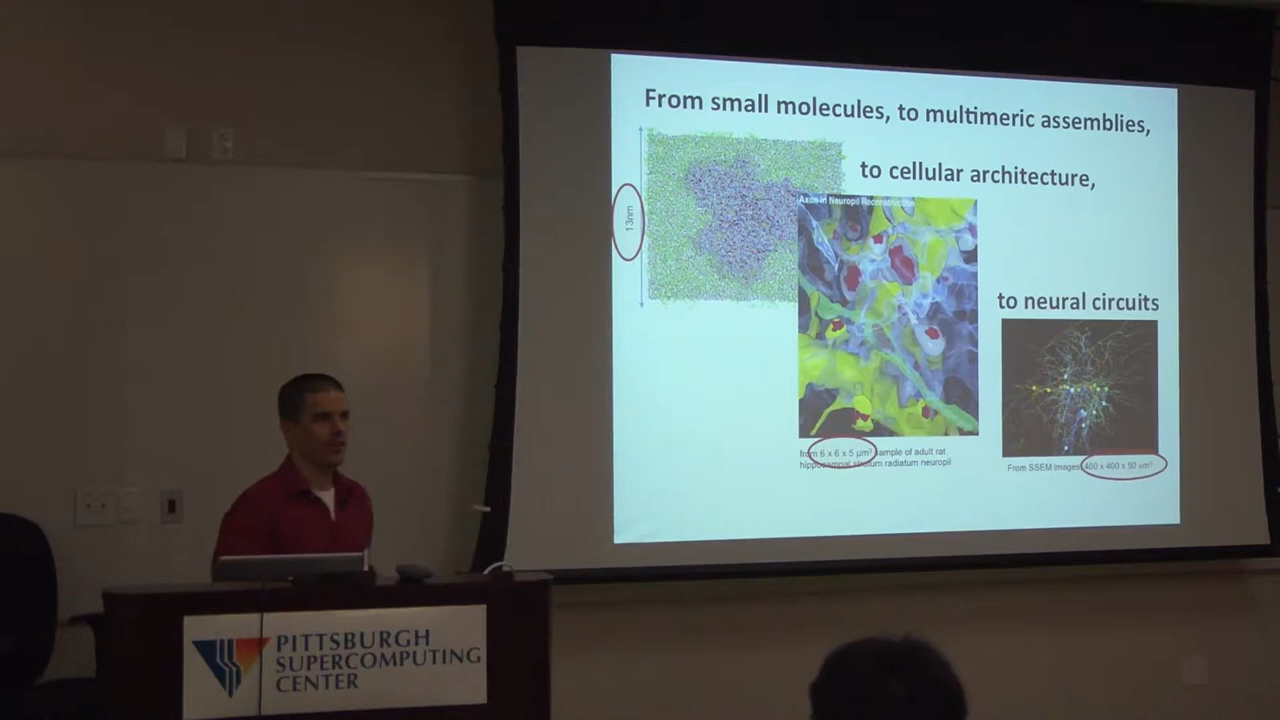 From small molecules, to multimeric assemblies,
to cellular architecture,
13nm
Axon in Neuropil Reconstruction
to neural circuits
from 6 x 6 x 5 µm³ sample of adult rat
hippocampal stratum radiatum neuropil
From SSEM images 400 x 400 x 50 µm³
PITTSBURGH
SUPERCOMPUTING
CENTER